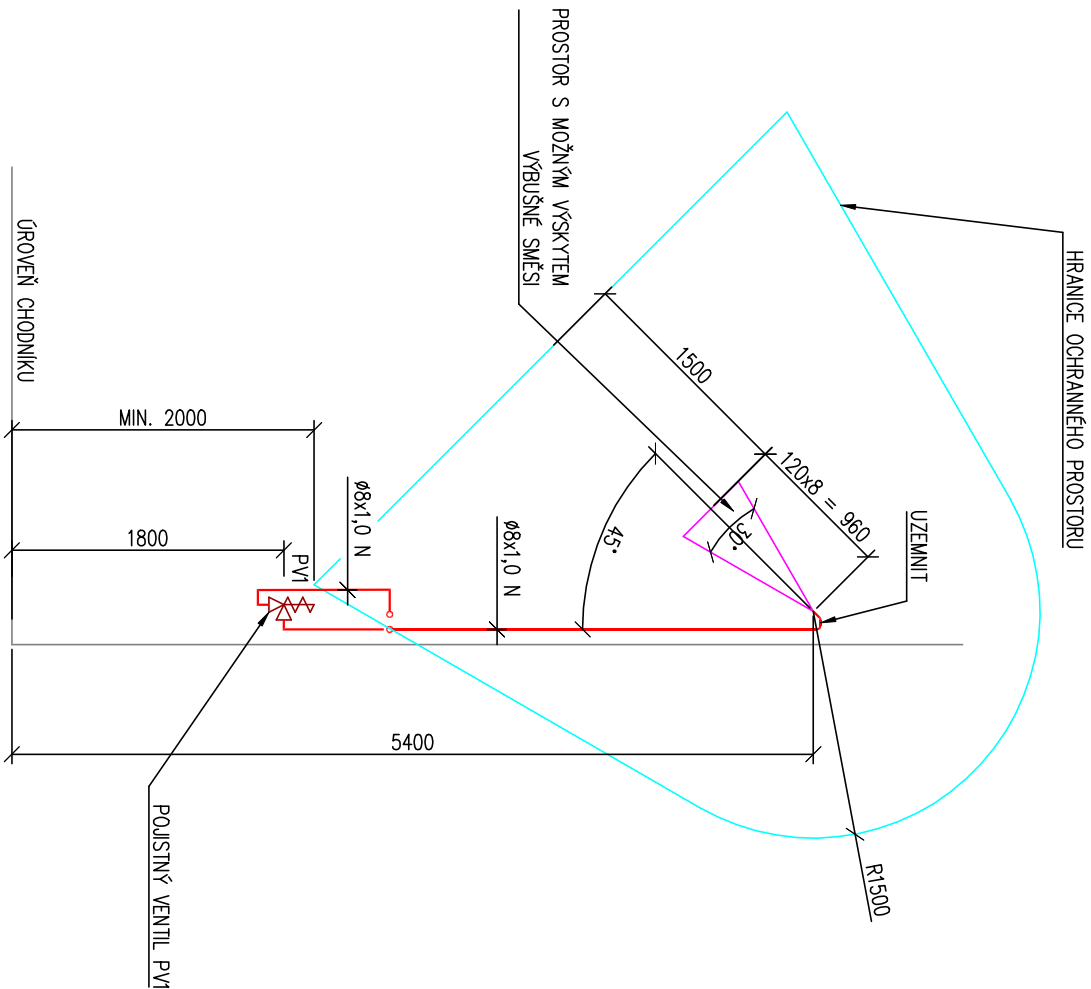 HRANICE OCHRANNÉHO PROSTORU
PROSTOR S MOŽNÝM VÝSKYTEM
VÝBUŠNÉ SMĚSI
1500
120x8 = 960
UZEMNIT
30°
45°
ÚROVEŇ CHODNÍKU
MIN. 2000
ø8x1,0 N
ø8x1,0 N
1800
PV1
5400
R1500
POJISTNÝ VENTIL PV1